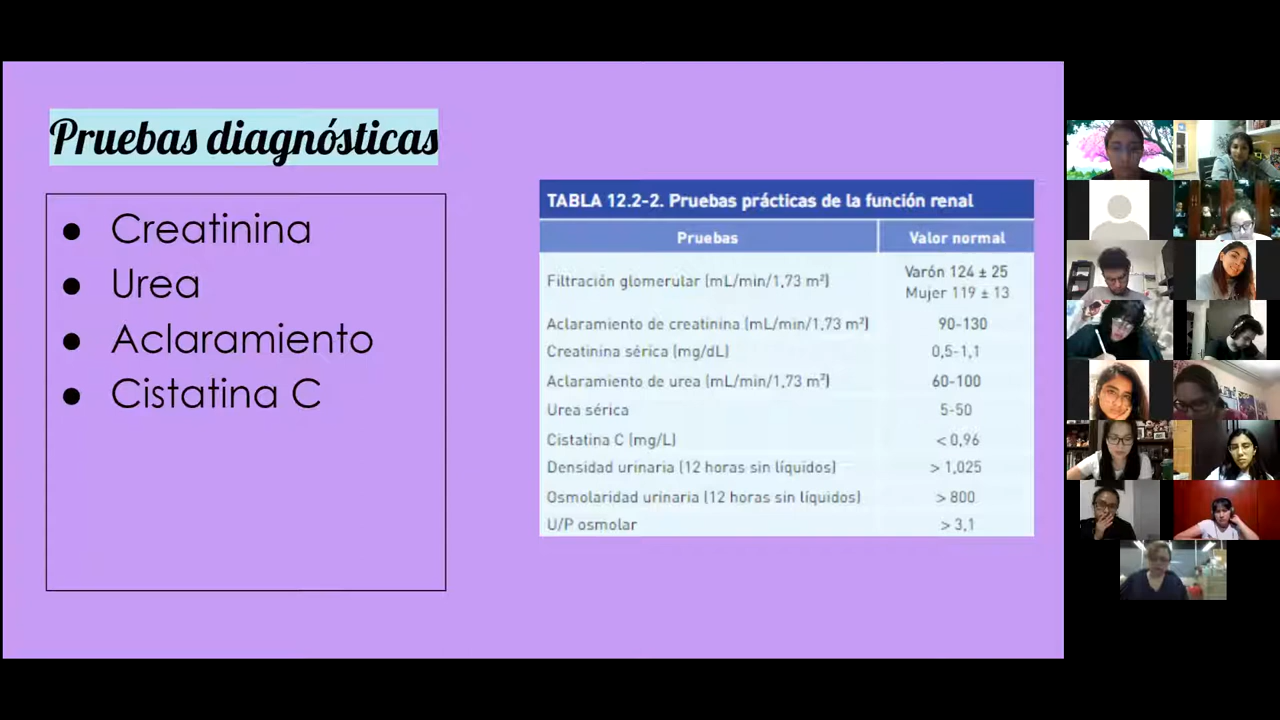 Pruebas diagnósticas
● Creatinina
● Urea
● Aclaramiento
● Cistatina C
TABLA 12.2-2. Pruebas prácticas de la función renal
Pruebas Valor normal
Filtración glomerular (mL/min/1,73 m²) Varón 124 ± 25
Mujer 119 ± 13
Aclaramiento de creatinina (mL/min/1,73 m²) 90-130
Creatinina sérica (mg/dL) 0,5-1,1
Aclaramiento de urea (mL/min/1,73 m²) 60-100
Urea sérica 5-50
Cistatina C (mg/L) < 0,96
Densidad urinaria (12 horas sin líquidos) > 1,025
Osmolaridad urinaria (12 horas sin líquidos) > 800
U/P osmolar > 3,1